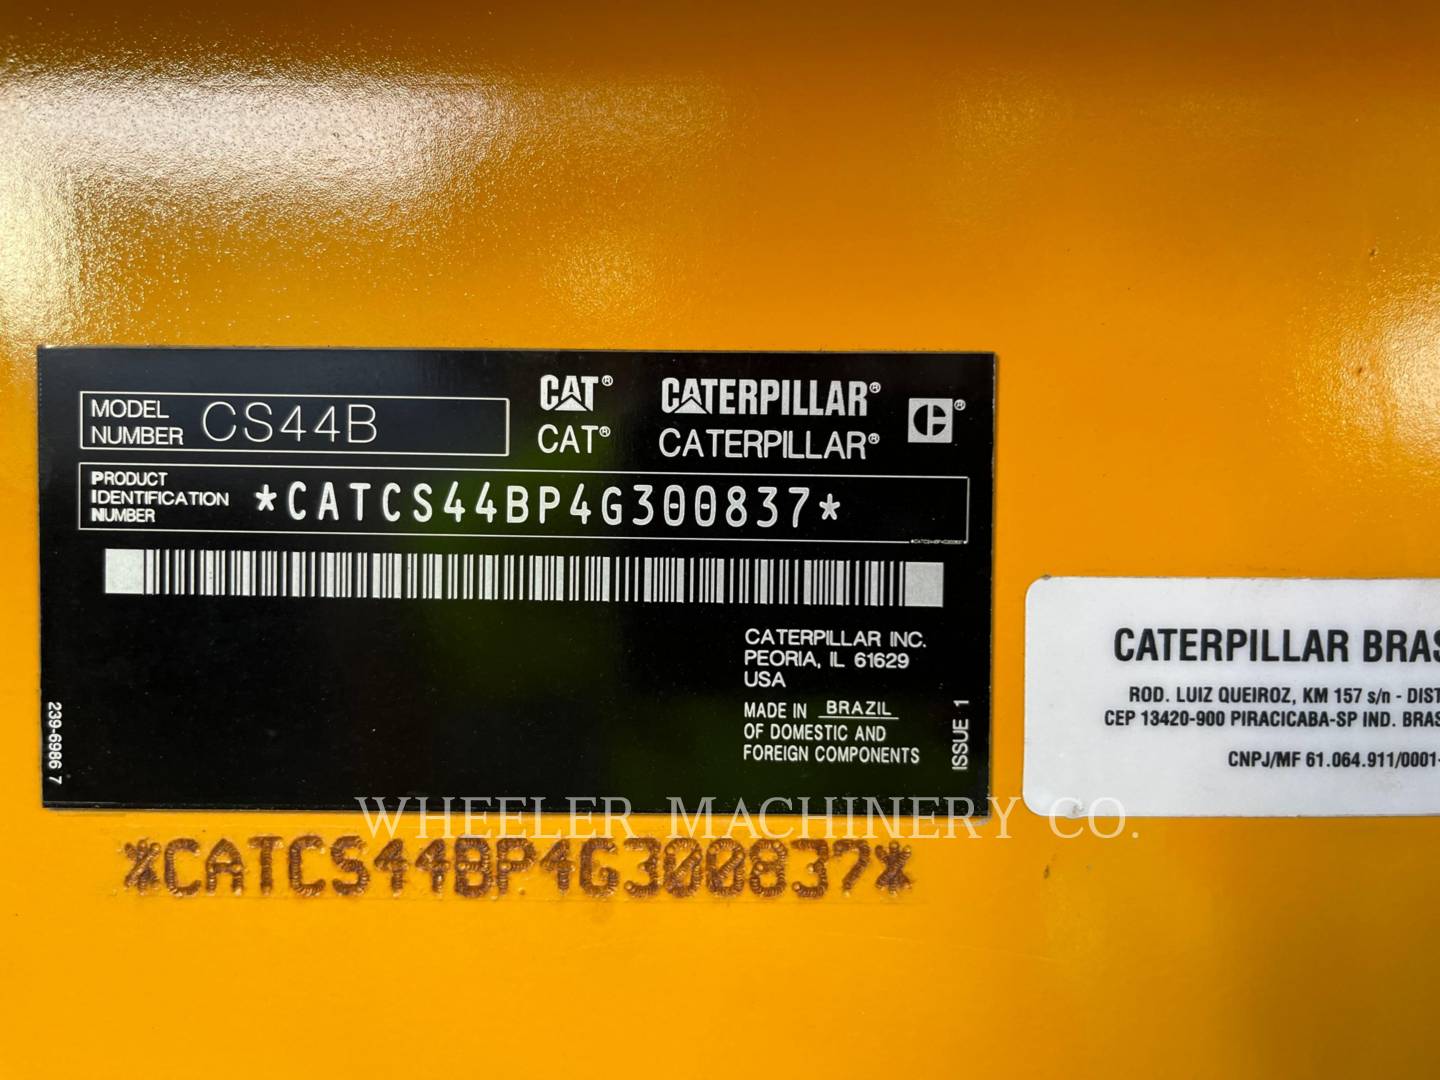 MODEL NUMBER CS44B
CAT® CATERPILLAR® C®
CAT® CATERPILLAR®
PRODUCT
IDENTIFICATION
NUMBER
*CATCS44BP4G300837*
CATERPILLAR INC.
PEORIA, IL 61629
USA
MADE IN BRAZIL
OF DOMESTIC AND
FOREIGN COMPONENTS
ISSUE 1
239-6986 7
CATERPILLAR BRAS
ROD. LUIZ QUEIROZ, KM 157 s/n - DIST
CEP 13420-900 PIRACICABA-SP IND. BRAS
CNPJ/MF 61.064.911/0001-
WHEELER MACHINERY CO.
*CATCS44BP4G300837*